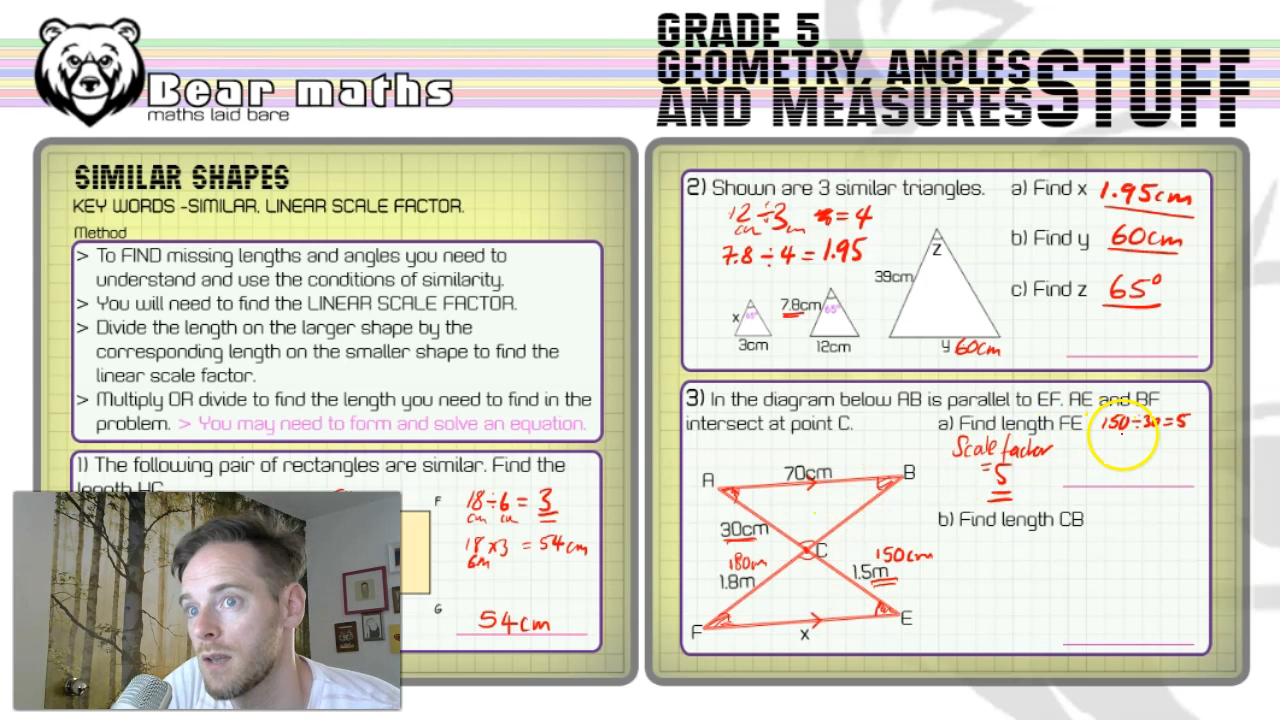 Bear maths
maths laid bare
GRADE 5
GEOMETRY, ANGLES
AND MEASURES STUFF
SIMILAR SHAPES
KEY WORDS -SIMILAR, LINEAR SCALE FACTOR.
Method
> To FIND missing lengths and angles you need to
understand and use the conditions of similarity.
> You will need to find the LINEAR SCALE FACTOR.
> Divide the length on the larger shape by the
corresponding length on the smaller shape to find the
linear scale factor.
> Multiply OR divide to find the length you need to find in the
problem. > You may need to form and solve an equation.
1) The following pair of rectangles are similar. Find the
length HG
F
18 ÷ 6 = 3
cm cm
18 x 3 = 54cm
G
54cm
2) Shown are 3 similar triangles.
12 ÷ 3 = 4
cm cm
7.8 ÷ 4 = 1.95
a) Find x 1.95cm
b) Find y 60cm
c) Find z 65°
z
39cm
7.8cm
x
65°
65°
3cm
12cm
y 60cm
3) In the diagram below AB is parallel to EF. AE and BF
intersect at point C.
a) Find length FE
150÷30=5
Scale factor
= 5
b) Find length CB
A
70cm
B
30cm
C
180cm
1.8m
150cm
1.5m
F
x
E